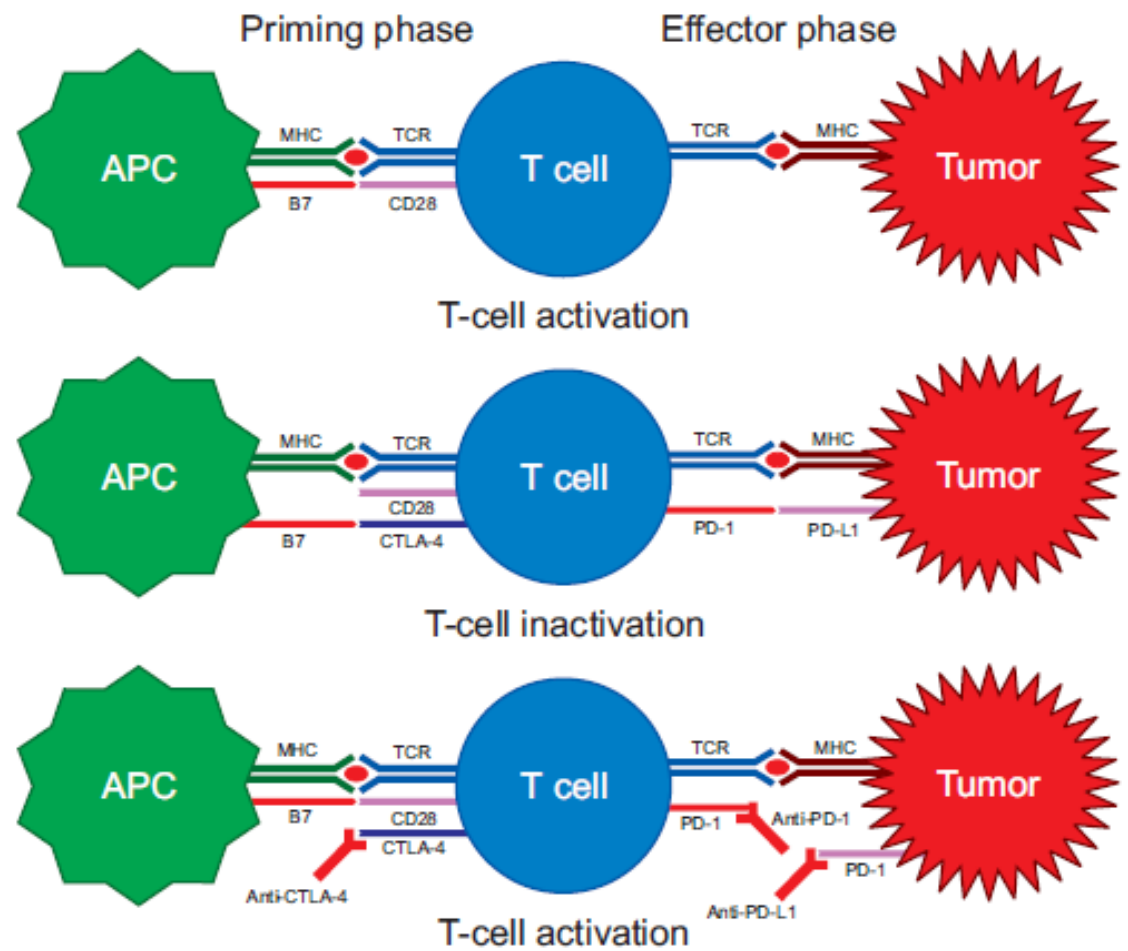 Priming phase
Effector phase
MHC
TCR
TCR
MHC
APC
T cell
Tumor
B7
CD28
T-cell activation
MHC
TCR
TCR
MHC
APC
T cell
Tumor
CD28
PD-1
PD-L1
B7
CTLA-4
T-cell inactivation
MHC
TCR
TCR
MHC
APC
T cell
Tumor
B7
CD28
PD-1
Anti-PD-1
CTLA-4
PD-1
Anti-CTLA-4
Anti-PD-L1
T-cell activation